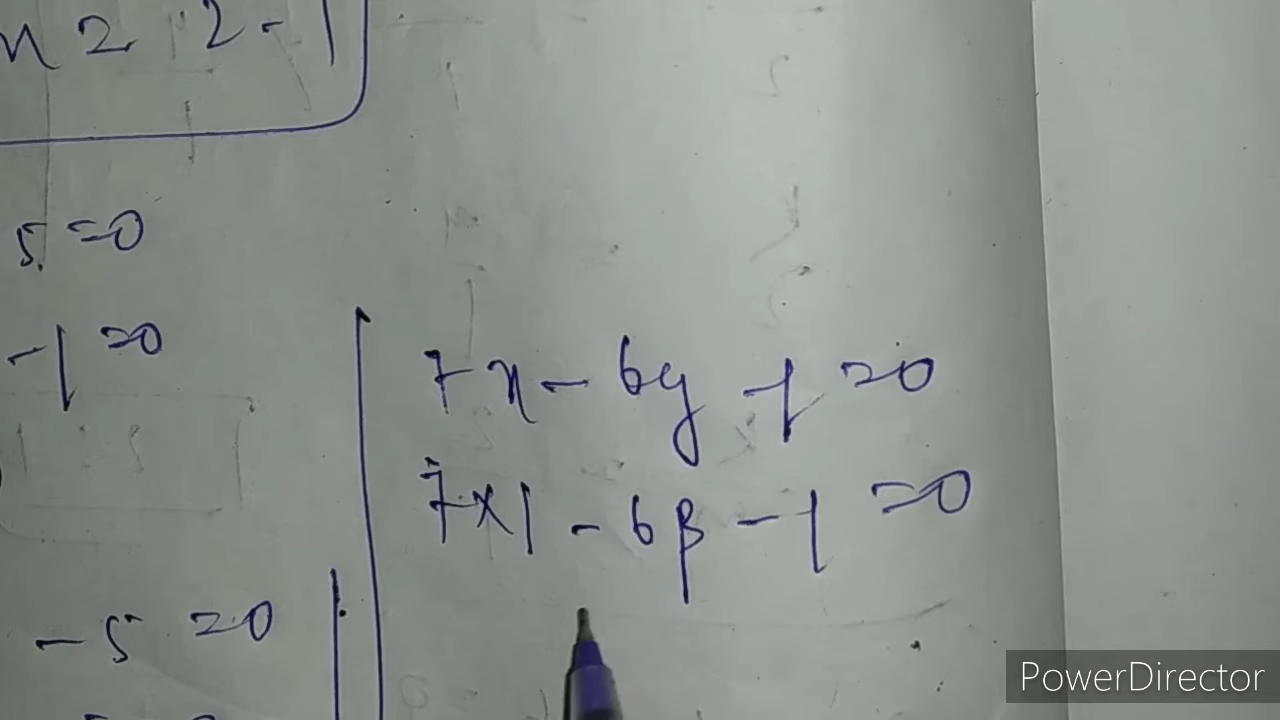 x 2 2 - 1
5 = 0
- 1 = 0
7x - 6y - 1 = 0
7 x 1 - 6β - 1 = 0
- 5 = 0
PowerDirector